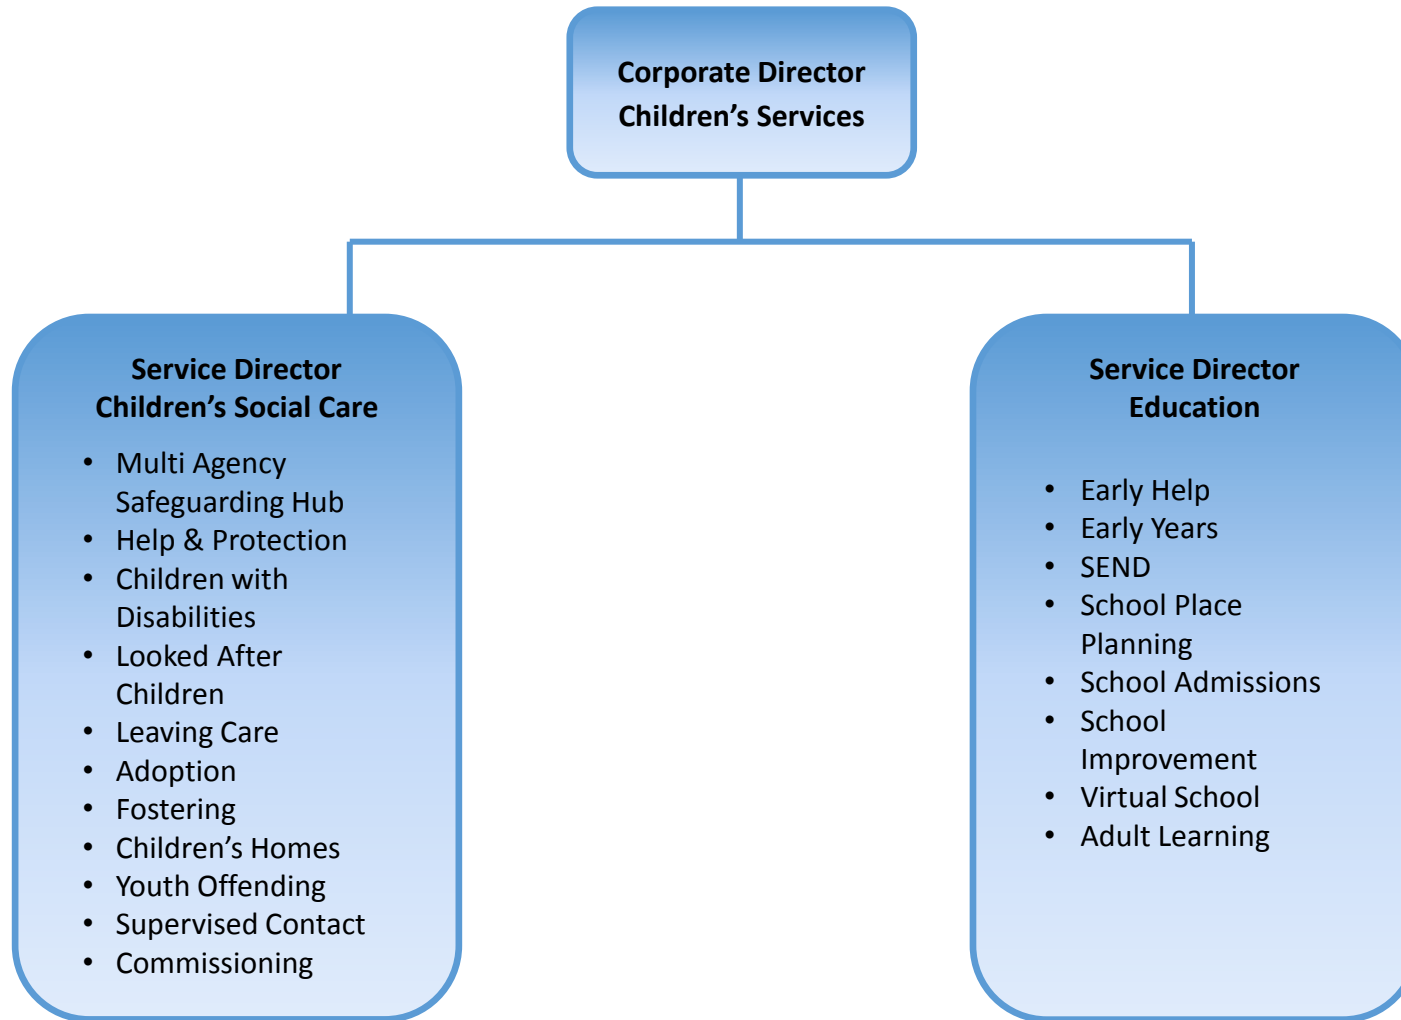 Corporate Director
Children’s Services
Service Director
Children’s Social Care
• Multi Agency
Safeguarding Hub
• Help & Protection
• Children with
Disabilities
• Looked After
Children
• Leaving Care
• Adoption
• Fostering
• Children’s Homes
• Youth Offending
• Supervised Contact
• Commissioning
Service Director
Education
• Early Help
• Early Years
• SEND
• School Place
Planning
• School Admissions
• School
Improvement
• Virtual School
• Adult Learning